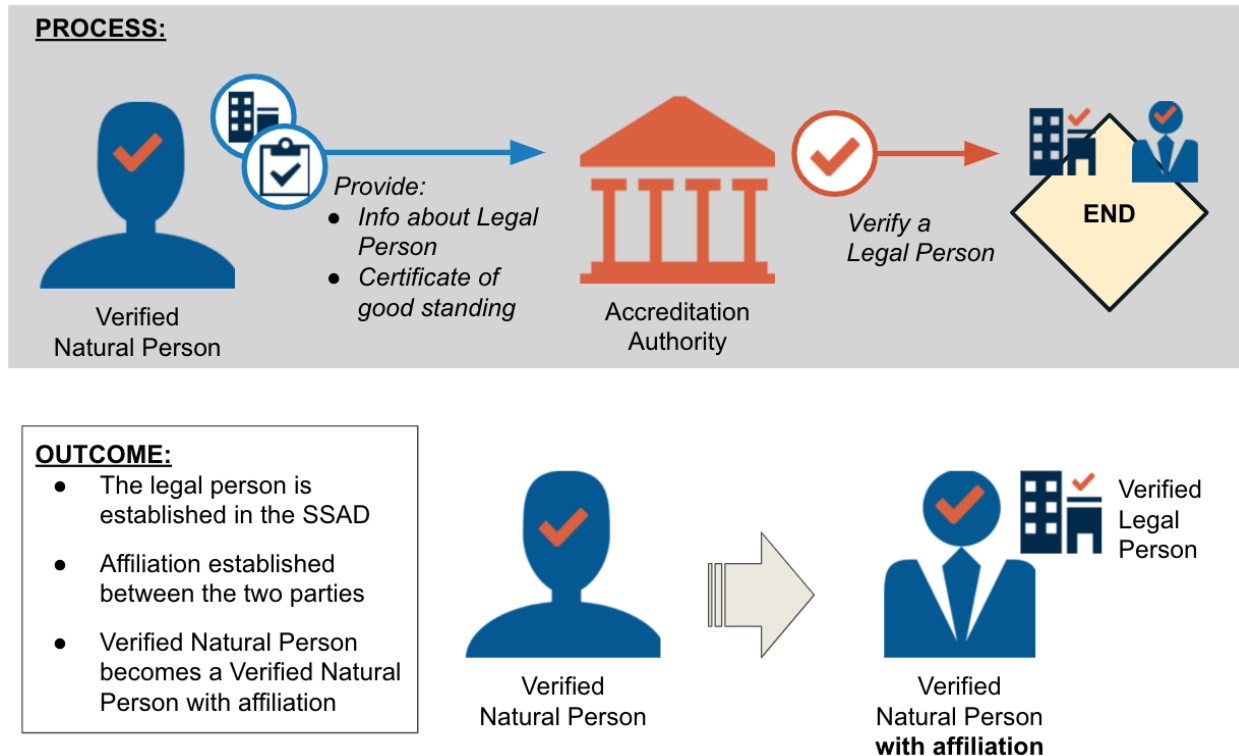 PROCESS:
Verified
Natural Person
Provide:
● Info about Legal
Person
● Certificate of
good standing
Accreditation
Authority
Verify a
Legal Person
END
OUTCOME:
● The legal person is
established in the SSAD
● Affiliation established
between the two parties
● Verified Natural Person
becomes a Verified Natural
Person with affiliation
Verified
Natural Person
Verified
Legal
Person
Verified
Natural Person
with affiliation